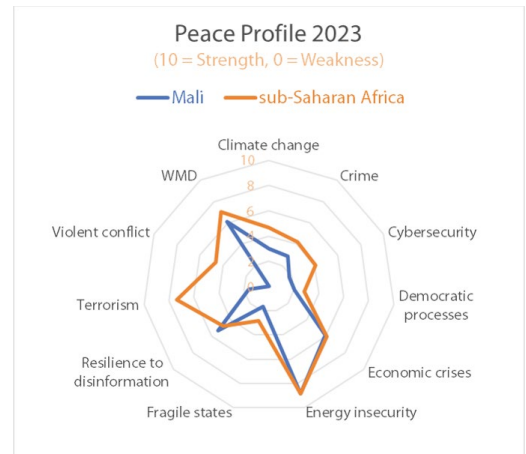 Peace Profile 2023
(10 = Strength, 0 = Weakness)
Mali
sub-Saharan Africa
Climate change
10
8
6
4
2
0
Crime
Cybersecurity
Democratic
processes
Economic crises
Energy insecurity
Fragile states
Resilience to
disinformation
Terrorism
Violent conflict
WMD